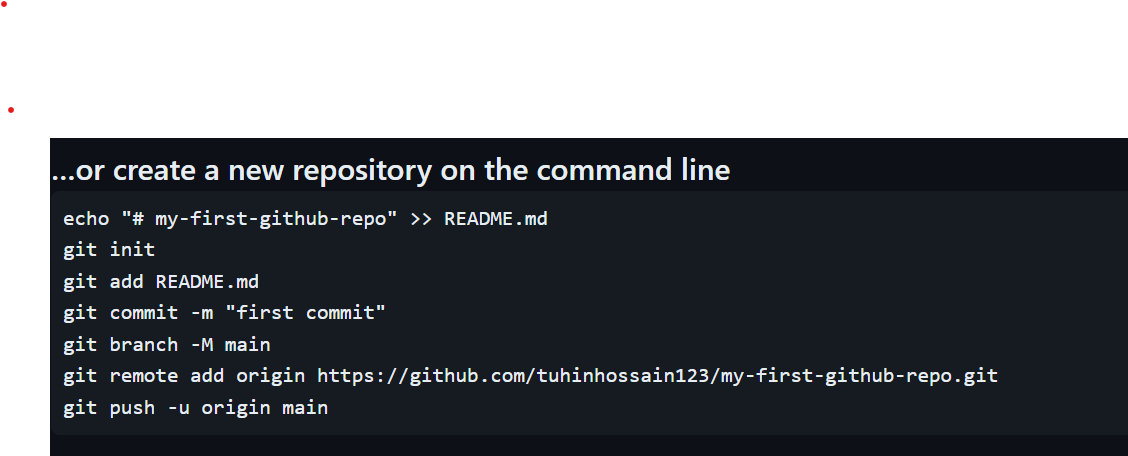 ...or create a new repository on the command line
echo "# my-first-github-repo" >> README.md
git init
git add README.md
git commit -m "first commit"
git branch -M main
git remote add origin https://github.com/tuhinhossain123/my-first-github-repo.git
git push -u origin main